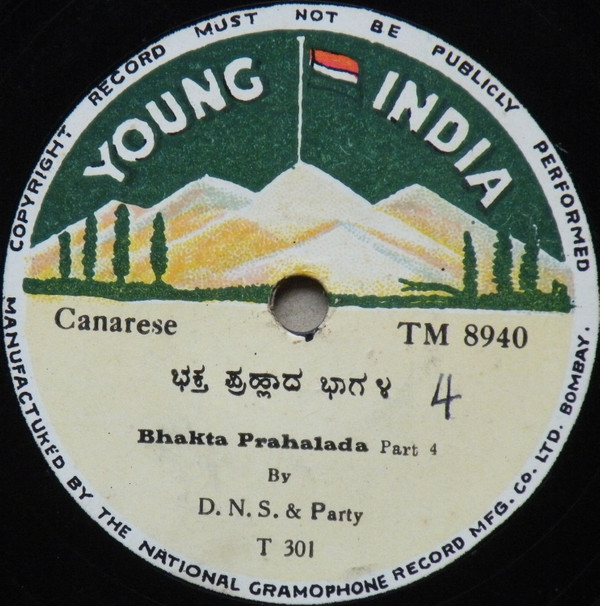 COPYRIGHT RECORD MUST NOT BE PUBLICLY PERFORMED
YOUNG INDIA
Canarese
TM 8940
ಭಕ್ತ ಪ್ರಹ್ಲಾದ ಭಾಗ ೪
4
Bhakta Prahalada Part 4
By
D. N. S. & Party
T 301
MANUFACTURED BY THE NATIONAL GRAMOPHONE RECORD MFG. CO. LTD. BOMBAY.